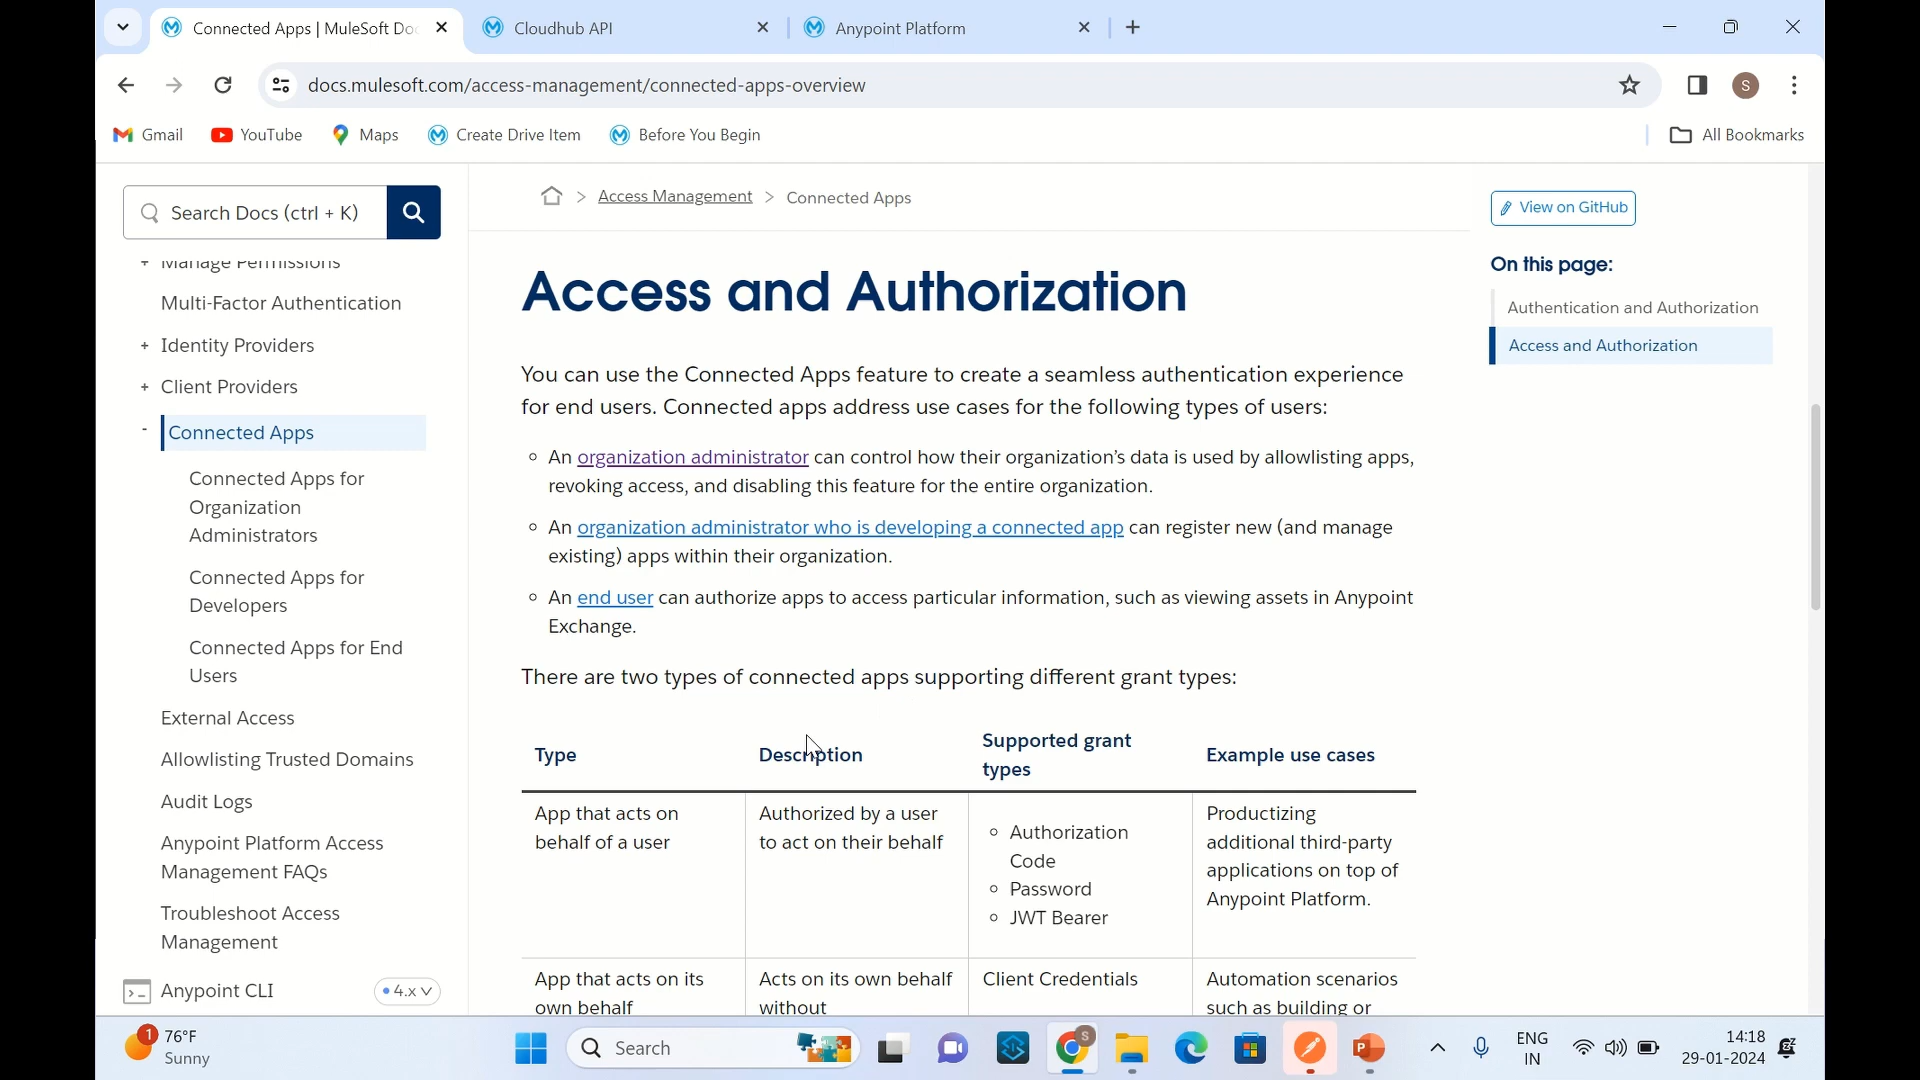 Connected Apps | MuleSoft Doc
Cloudhub API
Anypoint Platform
docs.mulesoft.com/access-management/connected-apps-overview
S
Gmail
YouTube
Maps
Create Drive Item
Before You Begin
All Bookmarks
Search Docs (ctrl + K)
+ Manage Permissions
Multi-Factor Authentication
+ Identity Providers
+ Client Providers
- Connected Apps
Connected Apps for
Organization
Administrators
Connected Apps for
Developers
Connected Apps for End
Users
External Access
Allowlisting Trusted Domains
Audit Logs
Anypoint Platform Access
Management FAQs
Troubleshoot Access
Management
Anypoint CLI
4.x
> Access Management > Connected Apps
Access and Authorization
You can use the Connected Apps feature to create a seamless authentication experience
for end users. Connected apps address use cases for the following types of users:
An organization administrator can control how their organization's data is used by allowlisting apps,
revoking access, and disabling this feature for the entire organization.
An organization administrator who is developing a connected app can register new (and manage
existing) apps within their organization.
An end user can authorize apps to access particular information, such as viewing assets in Anypoint
Exchange.
There are two types of connected apps supporting different grant types:
Type
Description
Supported grant
types
Example use cases
App that acts on
behalf of a user
Authorized by a user
to act on their behalf
Authorization
Code
Password
JWT Bearer
Productizing
additional third-party
applications on top of
Anypoint Platform.
App that acts on its
own behalf
Acts on its own behalf
without
Client Credentials
Automation scenarios
such as building or
View on GitHub
On this page:
Authentication and Authorization
Access and Authorization
1
76°F
Sunny
Search
S
P
ENG
IN
14:18
29-01-2024